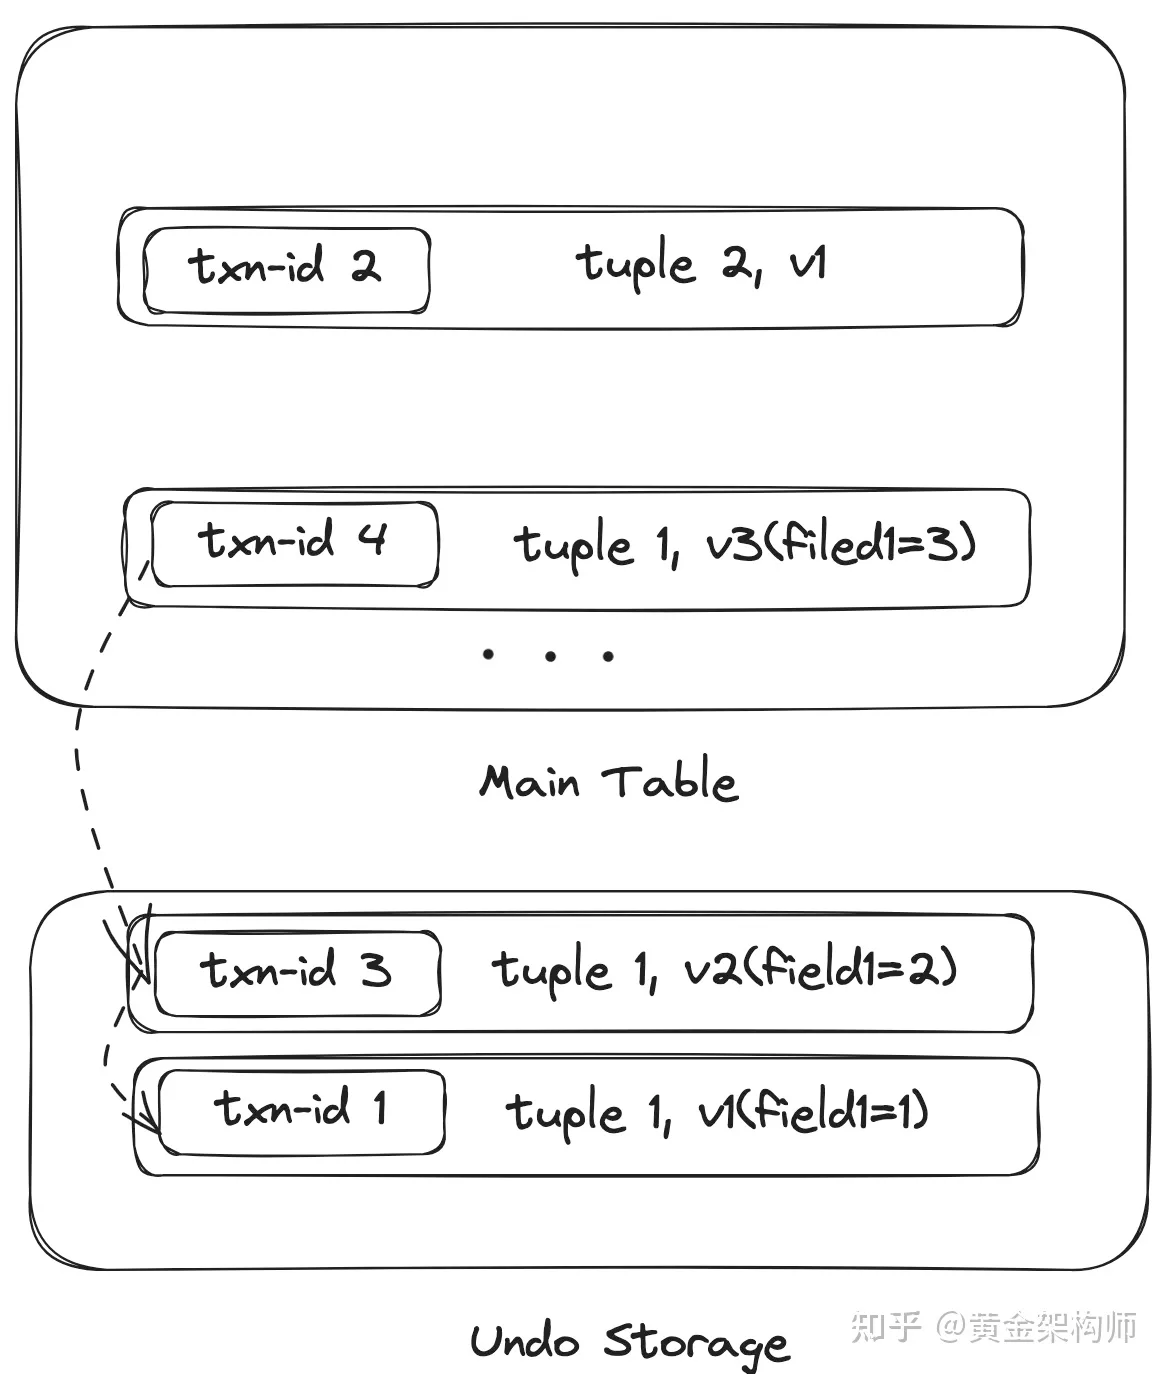 txn-id 2 tuple 2, v1
txn-id 4 tuple 1, v3(filed1=3)
Main Table
txn-id 3 tuple 1, v2(field1=2)
txn-id 1 tuple 1, v1(field1=1)
Undo Storage
知乎 @黄金架构师